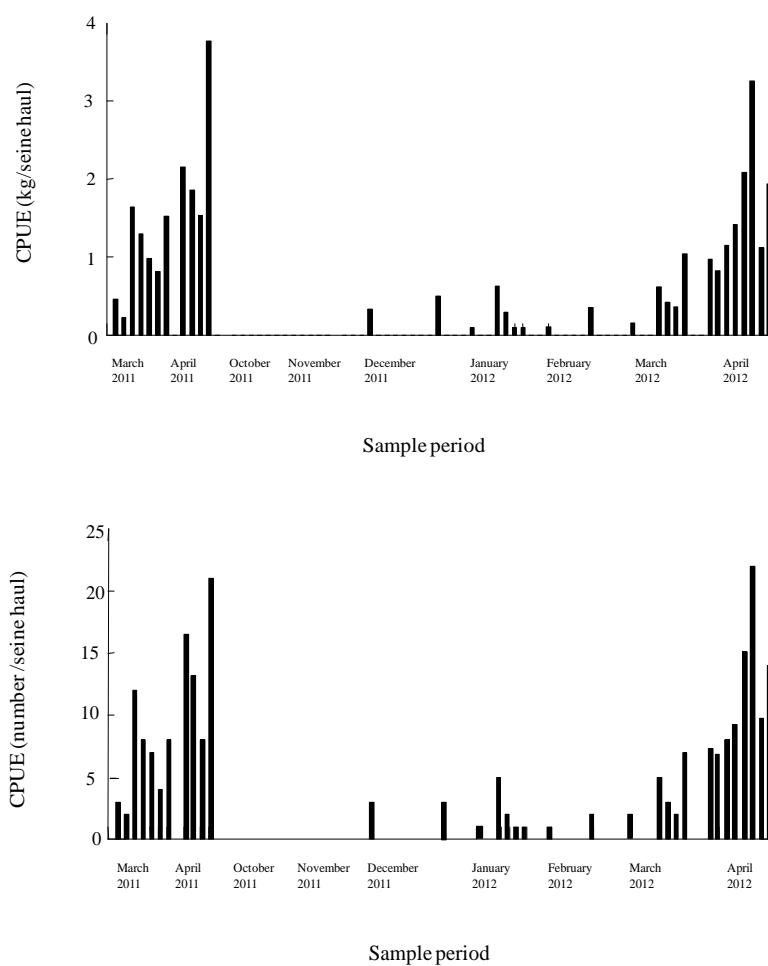 4
3
2
1
0
CPUE (kg/seine haul)
March April October November December January February March April
2011 2011 2011 2011 2011 2012 2012 2012 2012
Sample period
25
20
15
10
5
0
CPUE (number /seine haul)
March April October November December January February March April
2011 2011 2011 2011 2011 2012 2012 2012 2012
Sample period